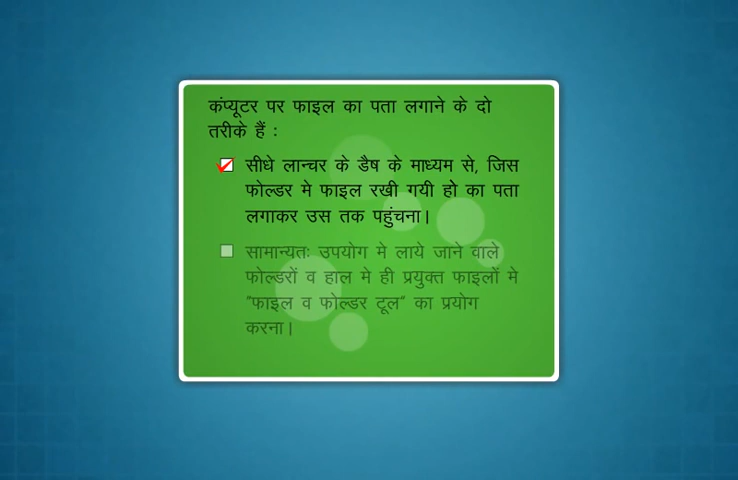 कंप्यूटर पर फाइल का पता लगाने के दो
तरीके हैं :
सीधे लान्चर के डैष के माध्यम से, जिस
फोल्डर मे फाइल रखी गयी हो का पता
लगाकर उस तक पहुंचना।
सामान्यतः उपयोग मे लाये जाने वाले
फोल्डरों व हाल मे ही प्रयुक्त फाइलों मे
"फाइल व फोल्डर टूल" का प्रयोग
करना।